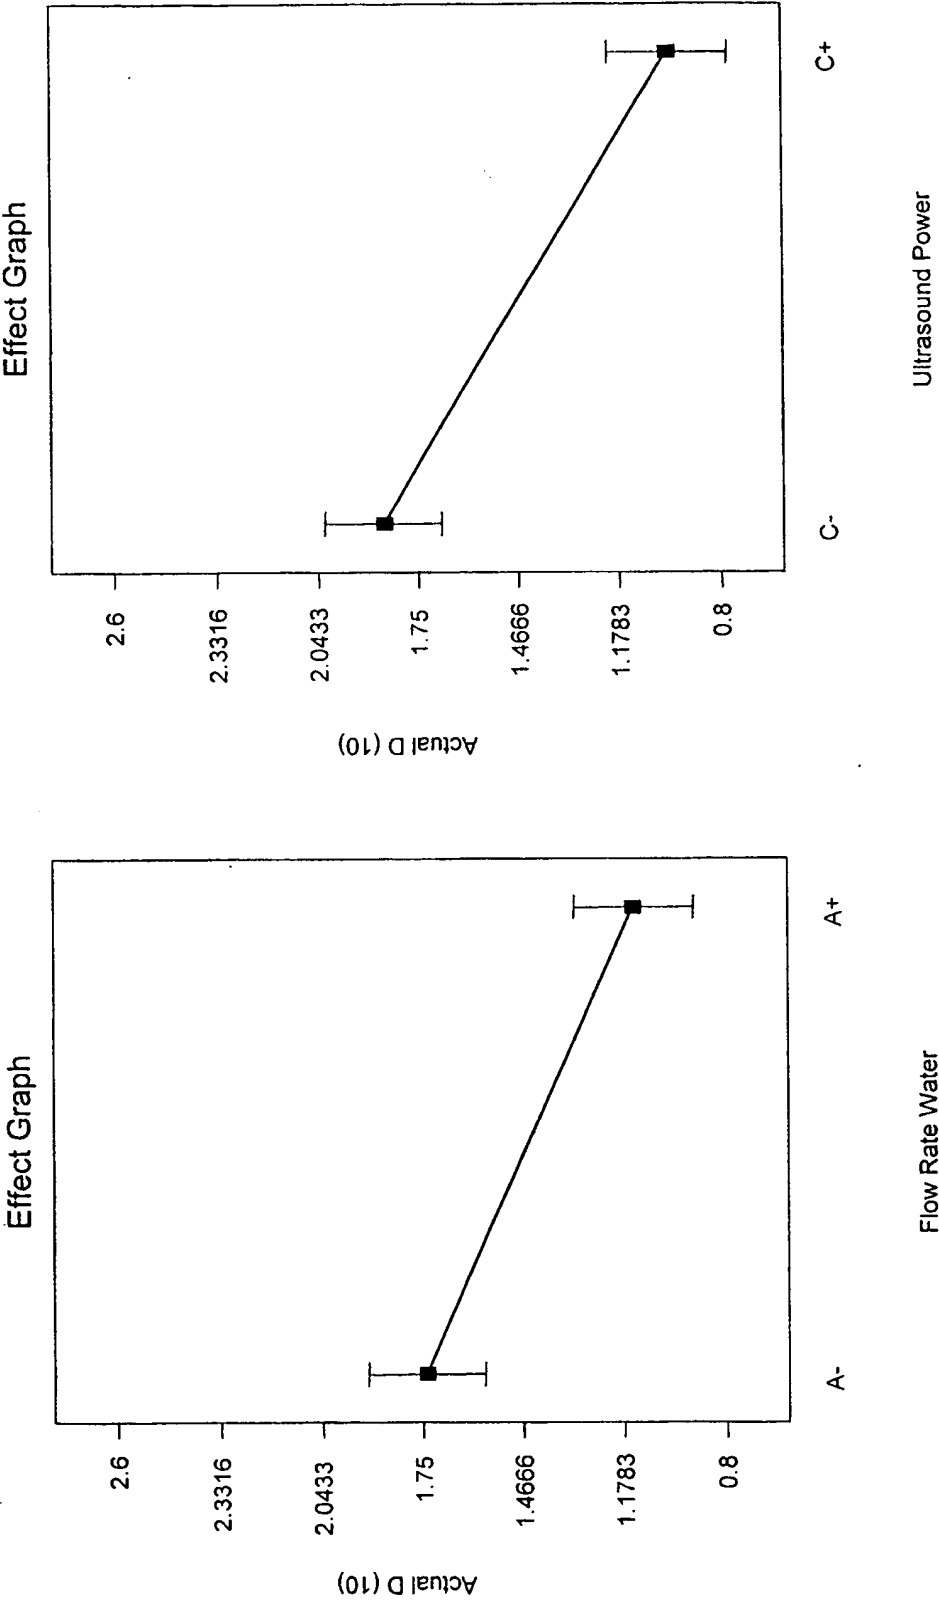 Effect Graph
2.6
2.3316
2.0433
1.75
1.4666
1.1783
0.8
Actual D (10)
A-
A+
Flow Rate Water
Effect Graph
2.6
2.3316
2.0433
1.75
1.4666
1.1783
0.8
Actual D (10)
C-
C+
Ultrasound Power